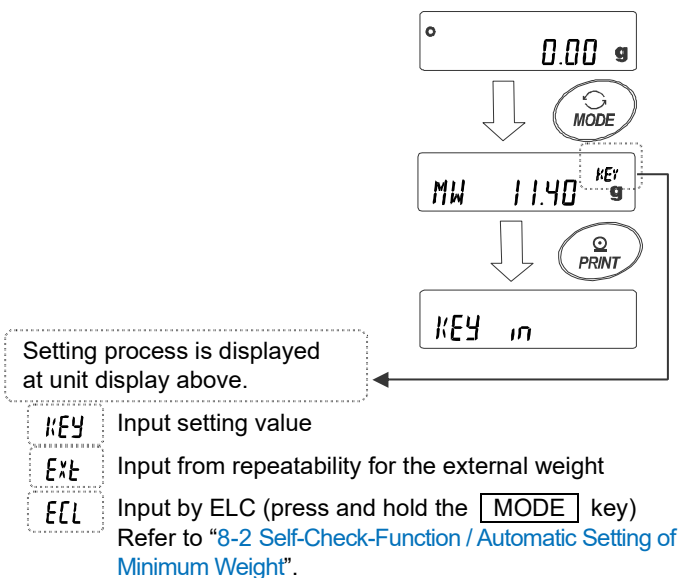 0.00 g
MODE
KEY
MW 11.40 g
PRINT
KEY in
Setting process is displayed
at unit display above.
KEY Input setting value
Ext Input from repeatability for the external weight
ECL Input by ELC (press and hold the MODE key)
Refer to “8-2 Self-Check-Function / Automatic Setting of
Minimum Weight”.